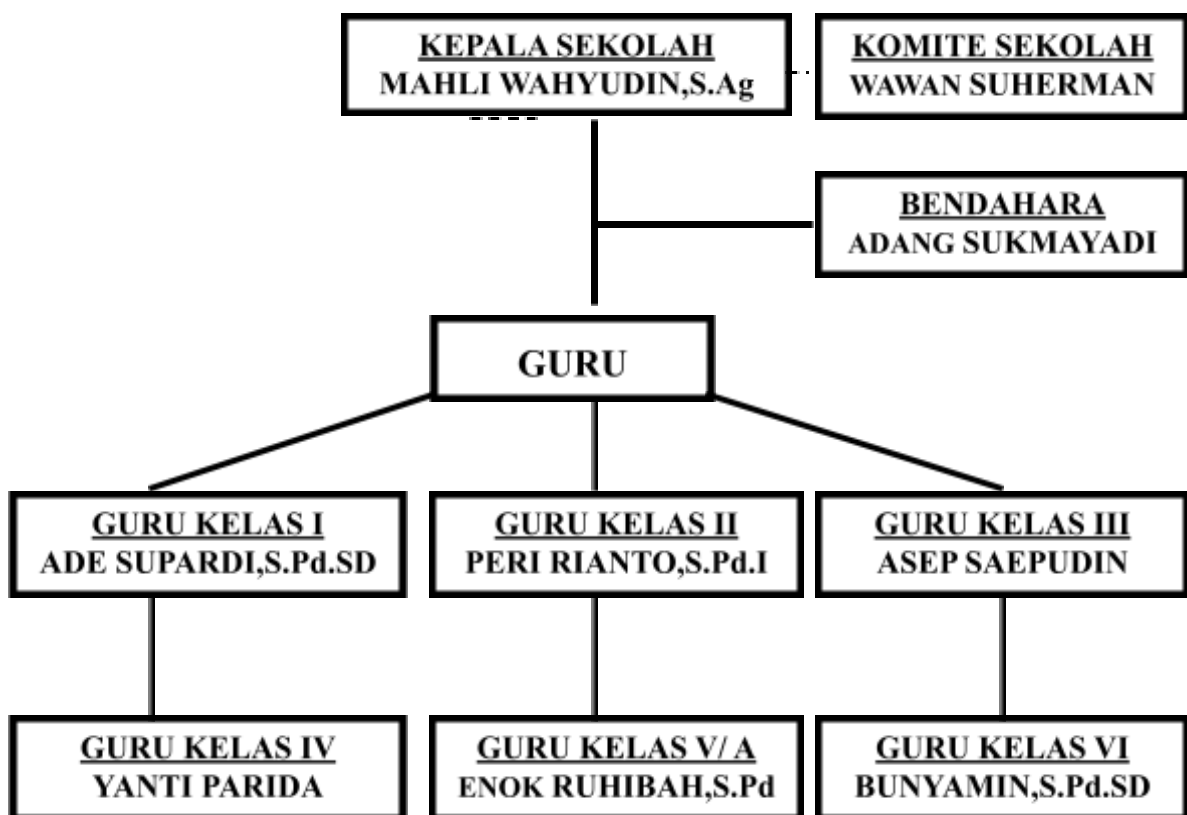 KEPALA SEKOLAH
MAHLI WAHYUDIN,S.Ag
KOMITE SEKOLAH
WAWAN SUHERMAN
BENDAHARA
ADANG SUKMAYADI
GURU
GURU KELAS I
ADE SUPARDI,S.Pd.SD
GURU KELAS II
PERI RIANTO,S.Pd.I
GURU KELAS III
ASEP SAEPUDIN
GURU KELAS IV
YANTI PARIDA
GURU KELAS V/ A
ENOK RUHIBAH,S.Pd
GURU KELAS VI
BUNYAMIN,S.Pd.SD